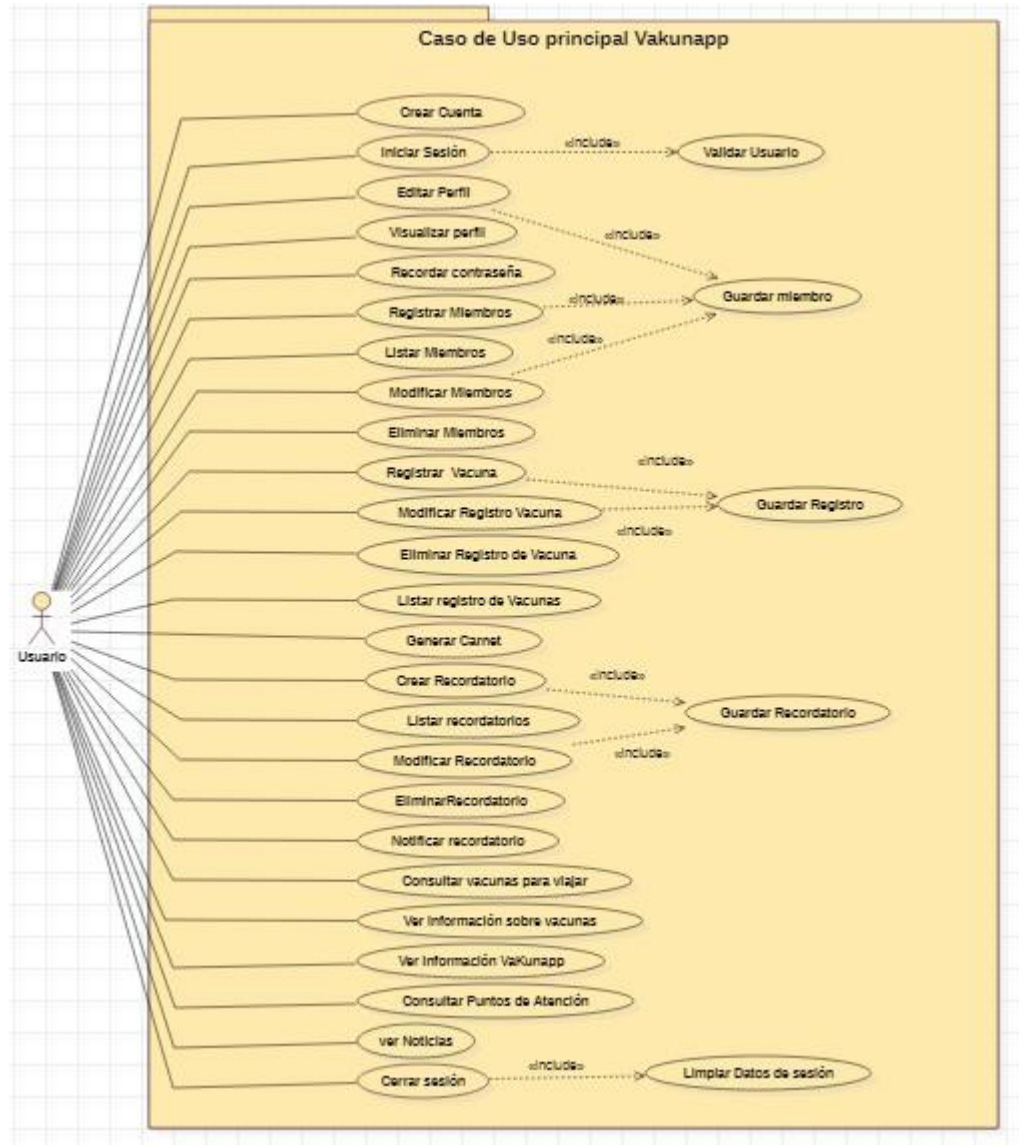 Caso de Uso principal Vakunapp
Crear Cuenta
Iniciar Sesión
«include»
Validar Usuario
Editar Perfil
Visualizar perfil
«include»
Recordar contraseña
Registrar Miembros
«include»
Guardar miembro
Listar Miembros
«include»
Modificar Miembros
Eliminar Miembros
Registrar Vacuna
«include»
Guardar Registro
Modificar Registro Vacuna
«include»
Eliminar Registro de Vacuna
Listar registro de Vacunas
Generar Carnet
Usuario
Crear Recordatorio
«include»
Guardar Recordatorio
Listar recordatorios
Modificar Recordatorio
«include»
EliminarRecordatorio
Notificar recordatorio
Consultar vacunas para viajar
Ver información sobre vacunas
Ver información VaKunapp
Consultar Puntos de Atención
ver Noticias
Cerrar sesión
«include»
Limpiar Datos de sesión